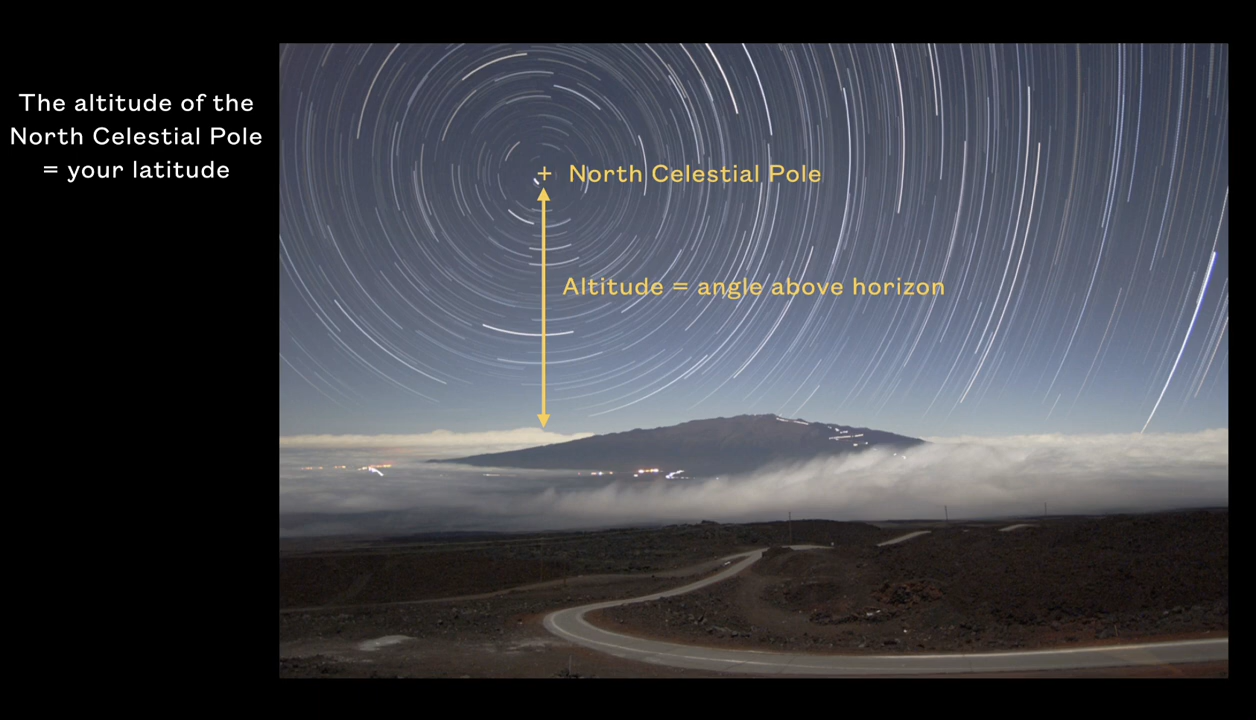 The altitude of the
North Celestial Pole
= your latitude
+ North Celestial Pole
Altitude = angle above horizon